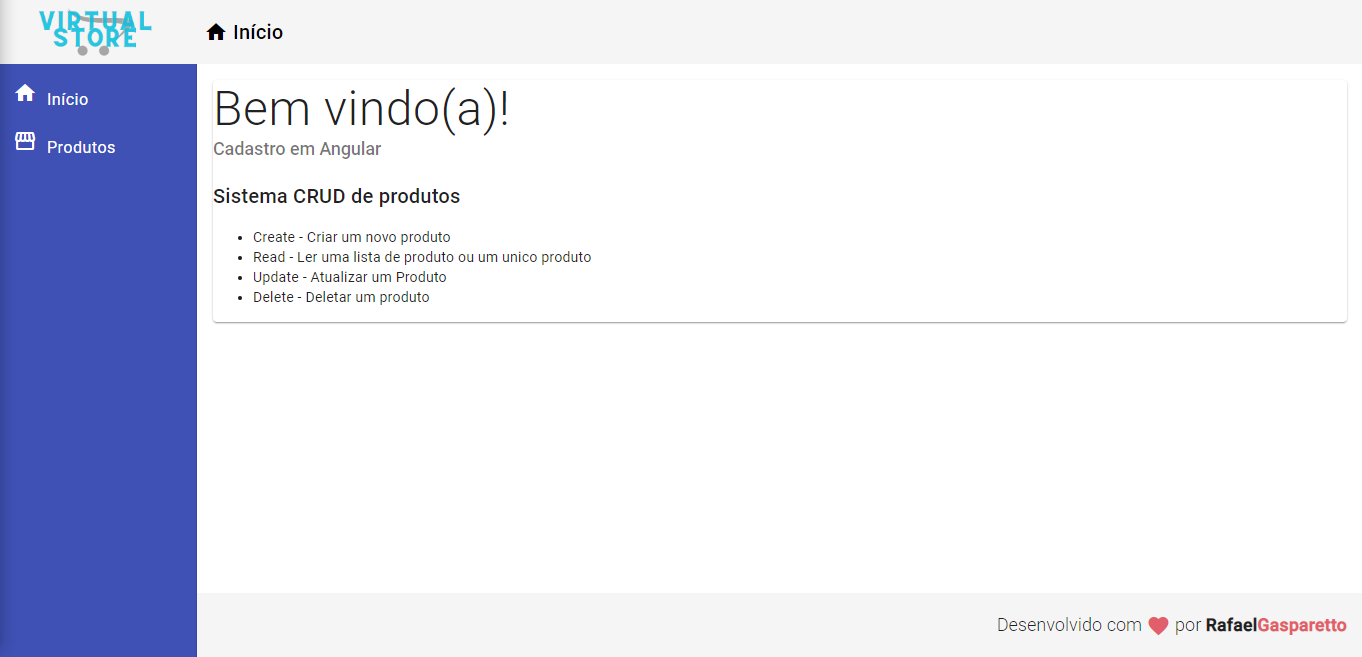 VIRTUAL
STORE
Início
Início
Produtos
Bem vindo(a)!
Cadastro em Angular
Sistema CRUD de produtos
Create - Criar um novo produto
Read - Ler uma lista de produto ou um unico produto
Update - Atualizar um Produto
Delete - Deletar um produto
Desenvolvido com por RafaelGasparetto